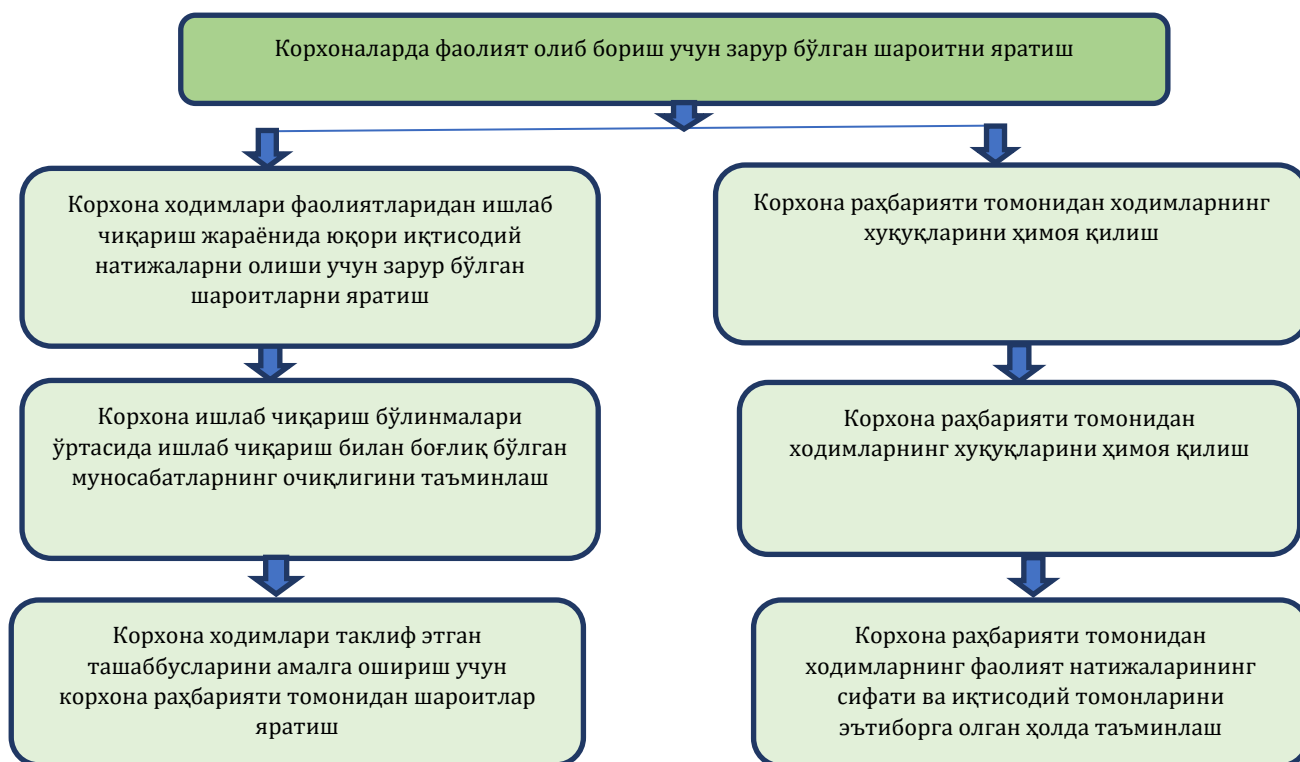 Корхоналарда фаолият олиб бориш учун зарур бўлган шароитни яратиш
Корхона ходимлари фаолиятларидан ишлаб
чиқариш жараёнида юқори иқтисодий
натижаларни олиши учун зарур бўлган
шароитларни яратиш
Корхона раҳбарияти томонидан ходимларнинг
хуқуқларини ҳимоя қилиш
Корхона ишлаб чиқариш бўлинмалари
ўртасида ишлаб чиқариш билан боғлиқ бўлган
муносабатларнинг очиқлигини таъминлаш
Корхона раҳбарияти томонидан
ходимларнинг хуқуқларини ҳимоя қилиш
Корхона ходимлари таклиф этган
ташаббусларини амалга ошириш учун
корхона раҳбарияти томонидан шароитлар
яратиш
Корхона раҳбарияти томонидан
ходимларнинг фаолият натижаларининг
сифати ва иқтисодий томонларини
эътиборга олган ҳолда таъминлаш